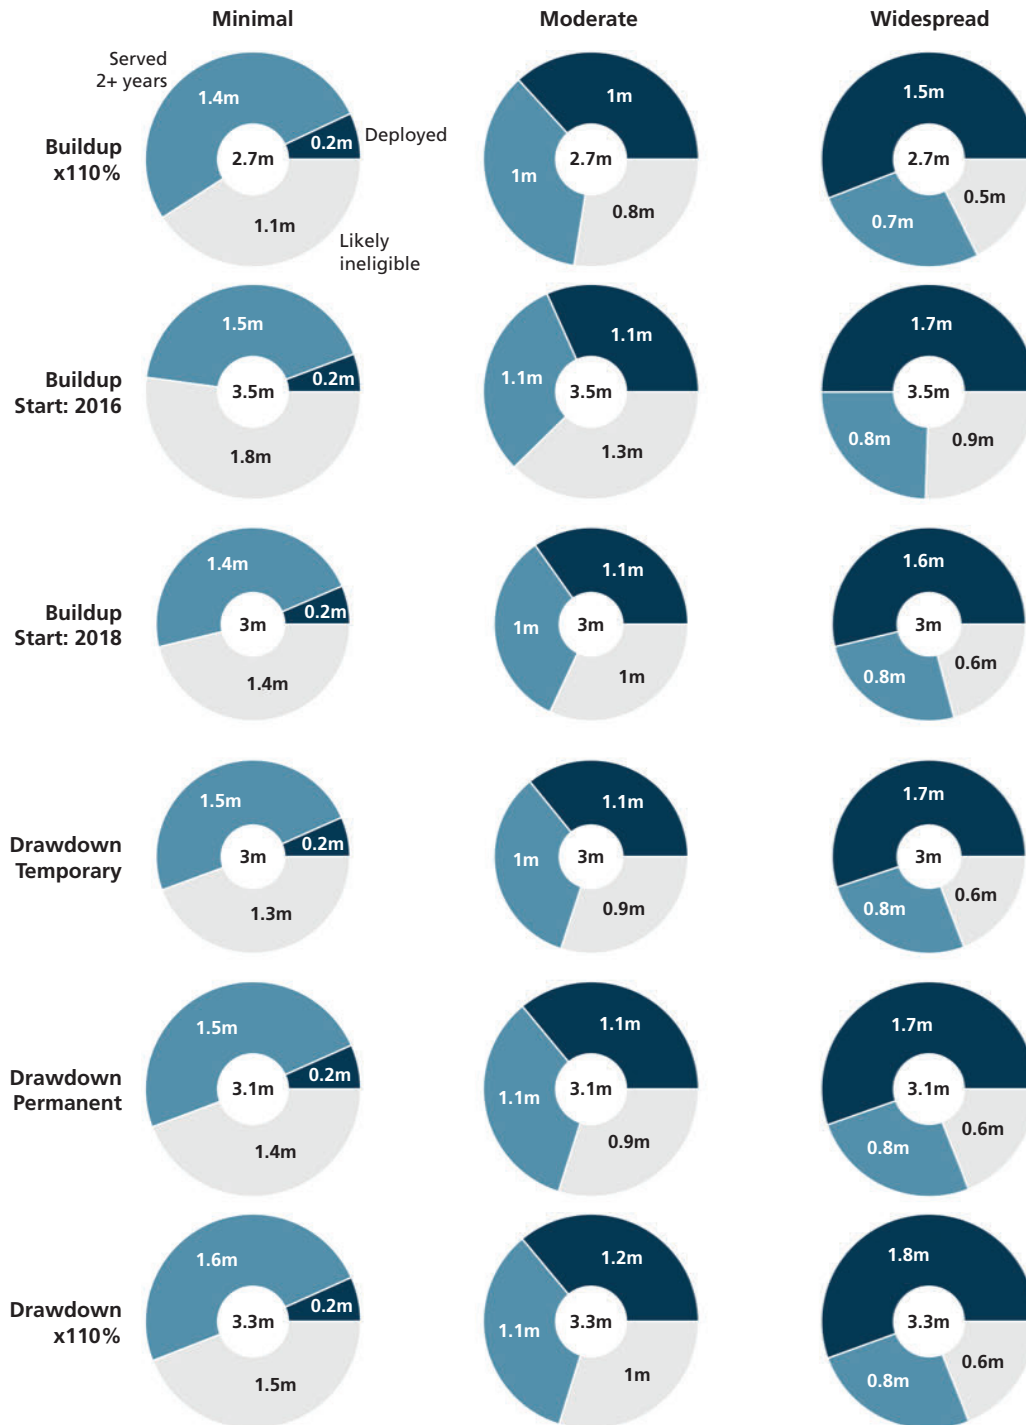 Minimal
Moderate
Widespread
Served
2+ years
Buildup
x110%
1.4m
0.2m
2.7m
1.1m
Deployed
Likely
ineligible
1m
1m
2.7m
0.8m
1.5m
2.7m
0.7m
0.5m
Buildup
Start: 2016
1.5m
0.2m
3.5m
1.8m
1.1m
1.1m
3.5m
1.3m
1.7m
3.5m
0.8m
0.9m
Buildup
Start: 2018
1.4m
0.2m
3m
1.4m
1.1m
1m
3m
1m
1.6m
3m
0.8m
0.6m
Drawdown
Temporary
1.5m
0.2m
3m
1.3m
1.1m
1m
3m
0.9m
1.7m
3m
0.8m
0.6m
Drawdown
Permanent
1.5m
0.2m
3.1m
1.4m
1.1m
1.1m
3.1m
0.9m
1.7m
3.1m
0.8m
0.6m
Drawdown
x110%
1.6m
0.2m
3.3m
1.5m
1.2m
1.1m
3.3m
1m
1.8m
3.3m
0.8m
0.6m